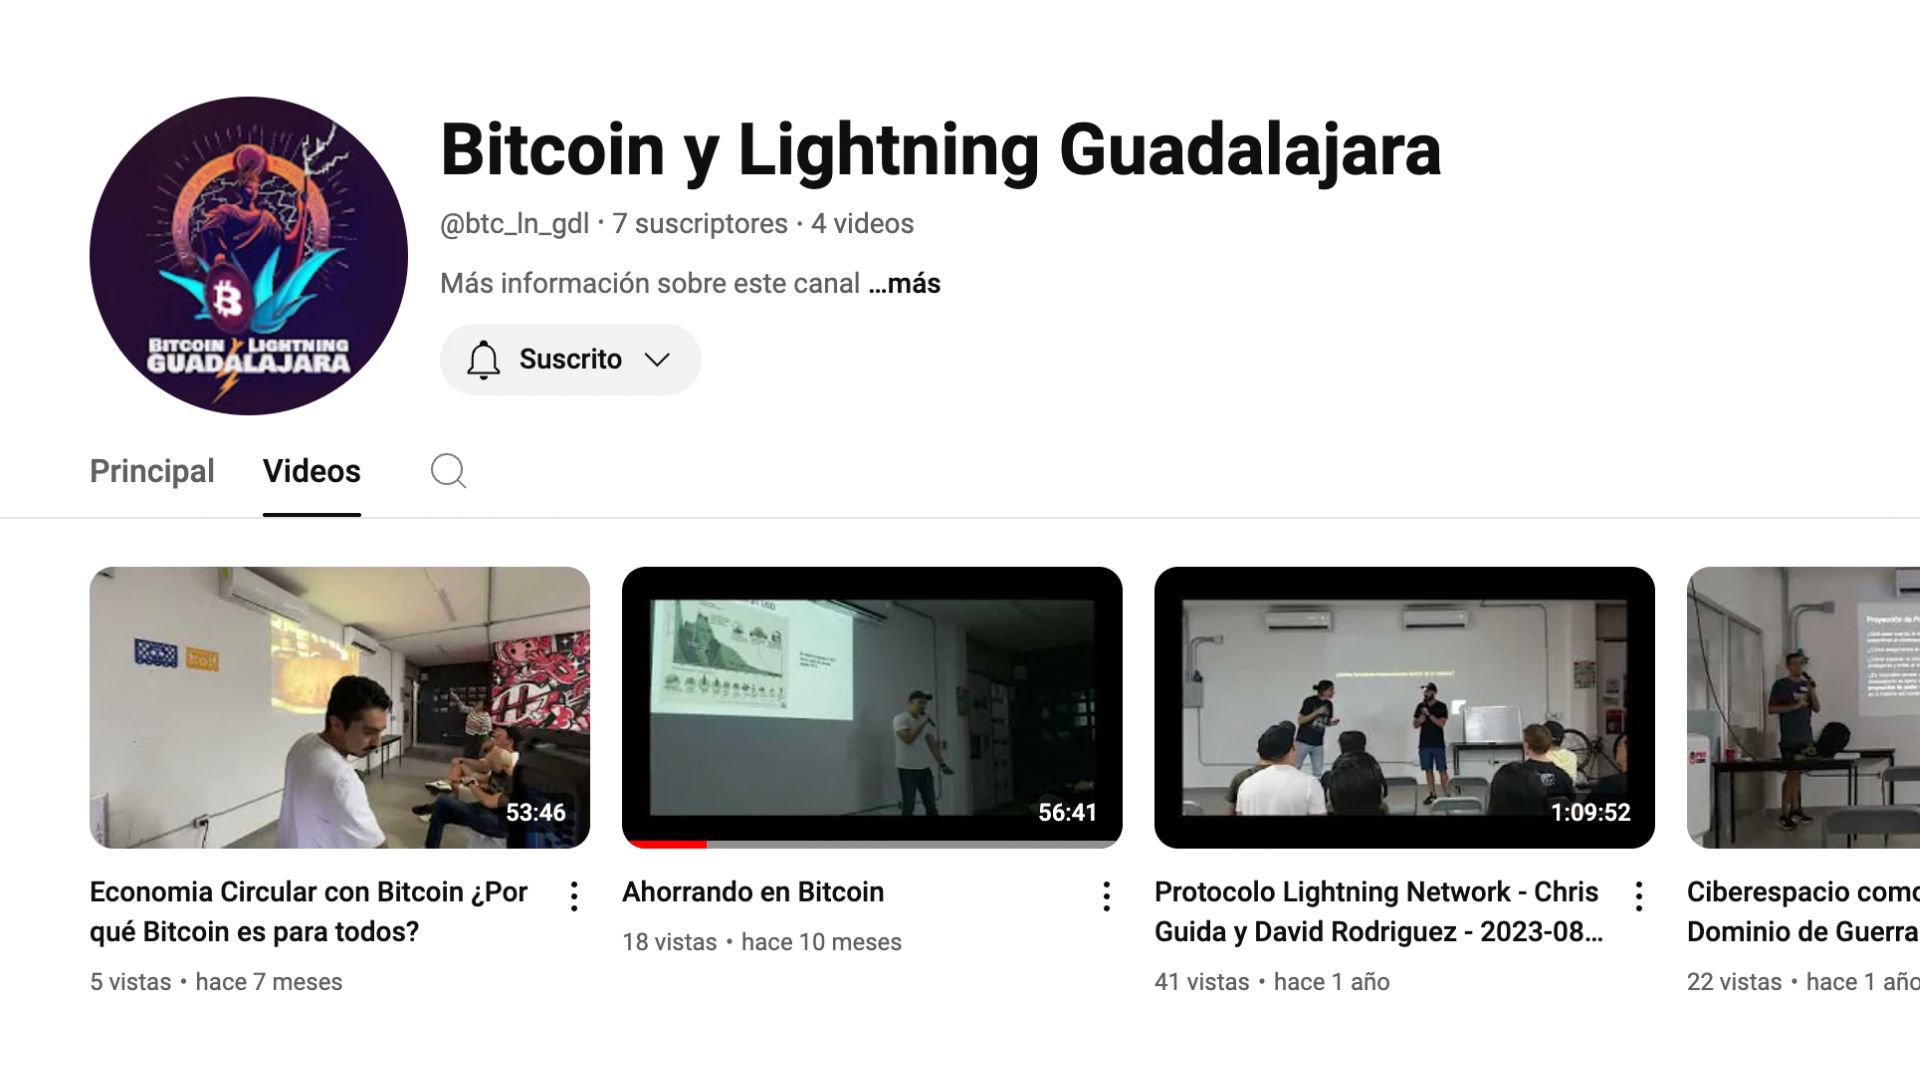 Bitcoin y Lightning Guadalajara
@btc_ln_gdl · 7 suscriptores · 4 videos
Más información sobre este canal ...más
Suscrito
BITCOIN Y LIGHTNING
GUADALAJARA
Principal
Videos
53:46
56:41
1:09:52
Economia Circular con Bitcoin ¿Por
qué Bitcoin es para todos?
5 vistas • hace 7 meses
Ahorrando en Bitcoin
18 vistas • hace 10 meses
Protocolo Lightning Network - Chris
Guida y David Rodriguez - 2023-08...
41 vistas • hace 1 año
Ciberespacio como
Dominio de Guerra
22 vistas • hace 1 año